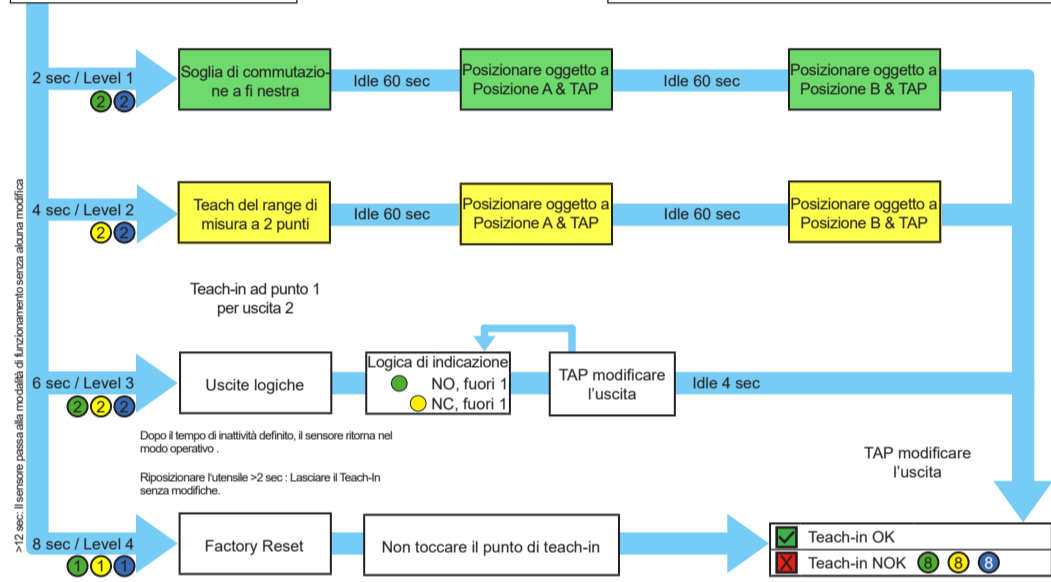 2 sec / Level 1
2 2
Soglia di commutazio-
ne a fi nestra
Idle 60 sec
Posizionare oggetto a
Posizione A & TAP
Idle 60 sec
Posizionare oggetto a
Posizione B & TAP
4 sec / Level 2
2 2
Teach del range di
misura a 2 punti
Idle 60 sec
Posizionare oggetto a
Posizione A & TAP
Idle 60 sec
Posizionare oggetto a
Posizione B & TAP
>12 sec: Il sensore passa alla modalità di funzionamento senza alcuna modifica
Teach-in ad punto 1
per uscita 2
6 sec / Level 3
2 2 2
Uscite logiche
Logica di indicazione
NO, fuori 1
NC, fuori 1
TAP modificare
l'uscita
Idle 4 sec
Dopo il tempo di inattività definito, il sensore ritorna nel
modo operativo .
Riposizionare l'utensile >2 sec : Lasciare il Teach-In
senza modifiche.
TAP modificare
l'uscita
8 sec / Level 4
1 1 1
Factory Reset
Non toccare il punto di teach-in
Teach-in OK
Teach-in NOK 8 8 8